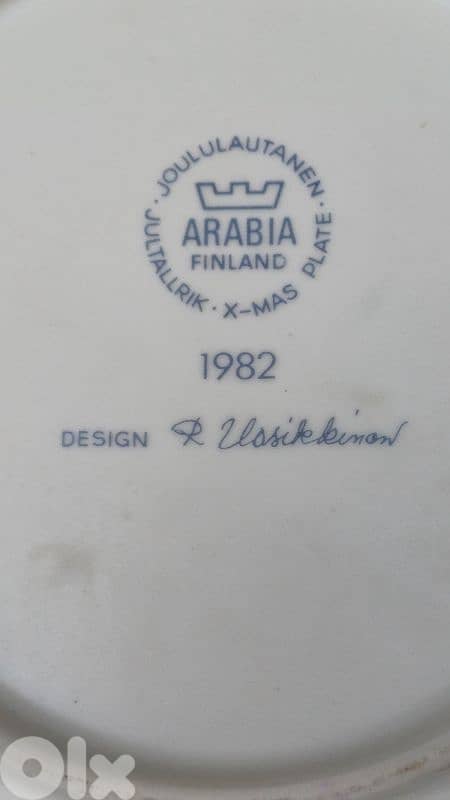 · JOULULAUTANEN · X-MAS PLATE · JULTALLRIK
ARABIA
FINLAND
1982
DESIGN R Uosikkinen
OLX